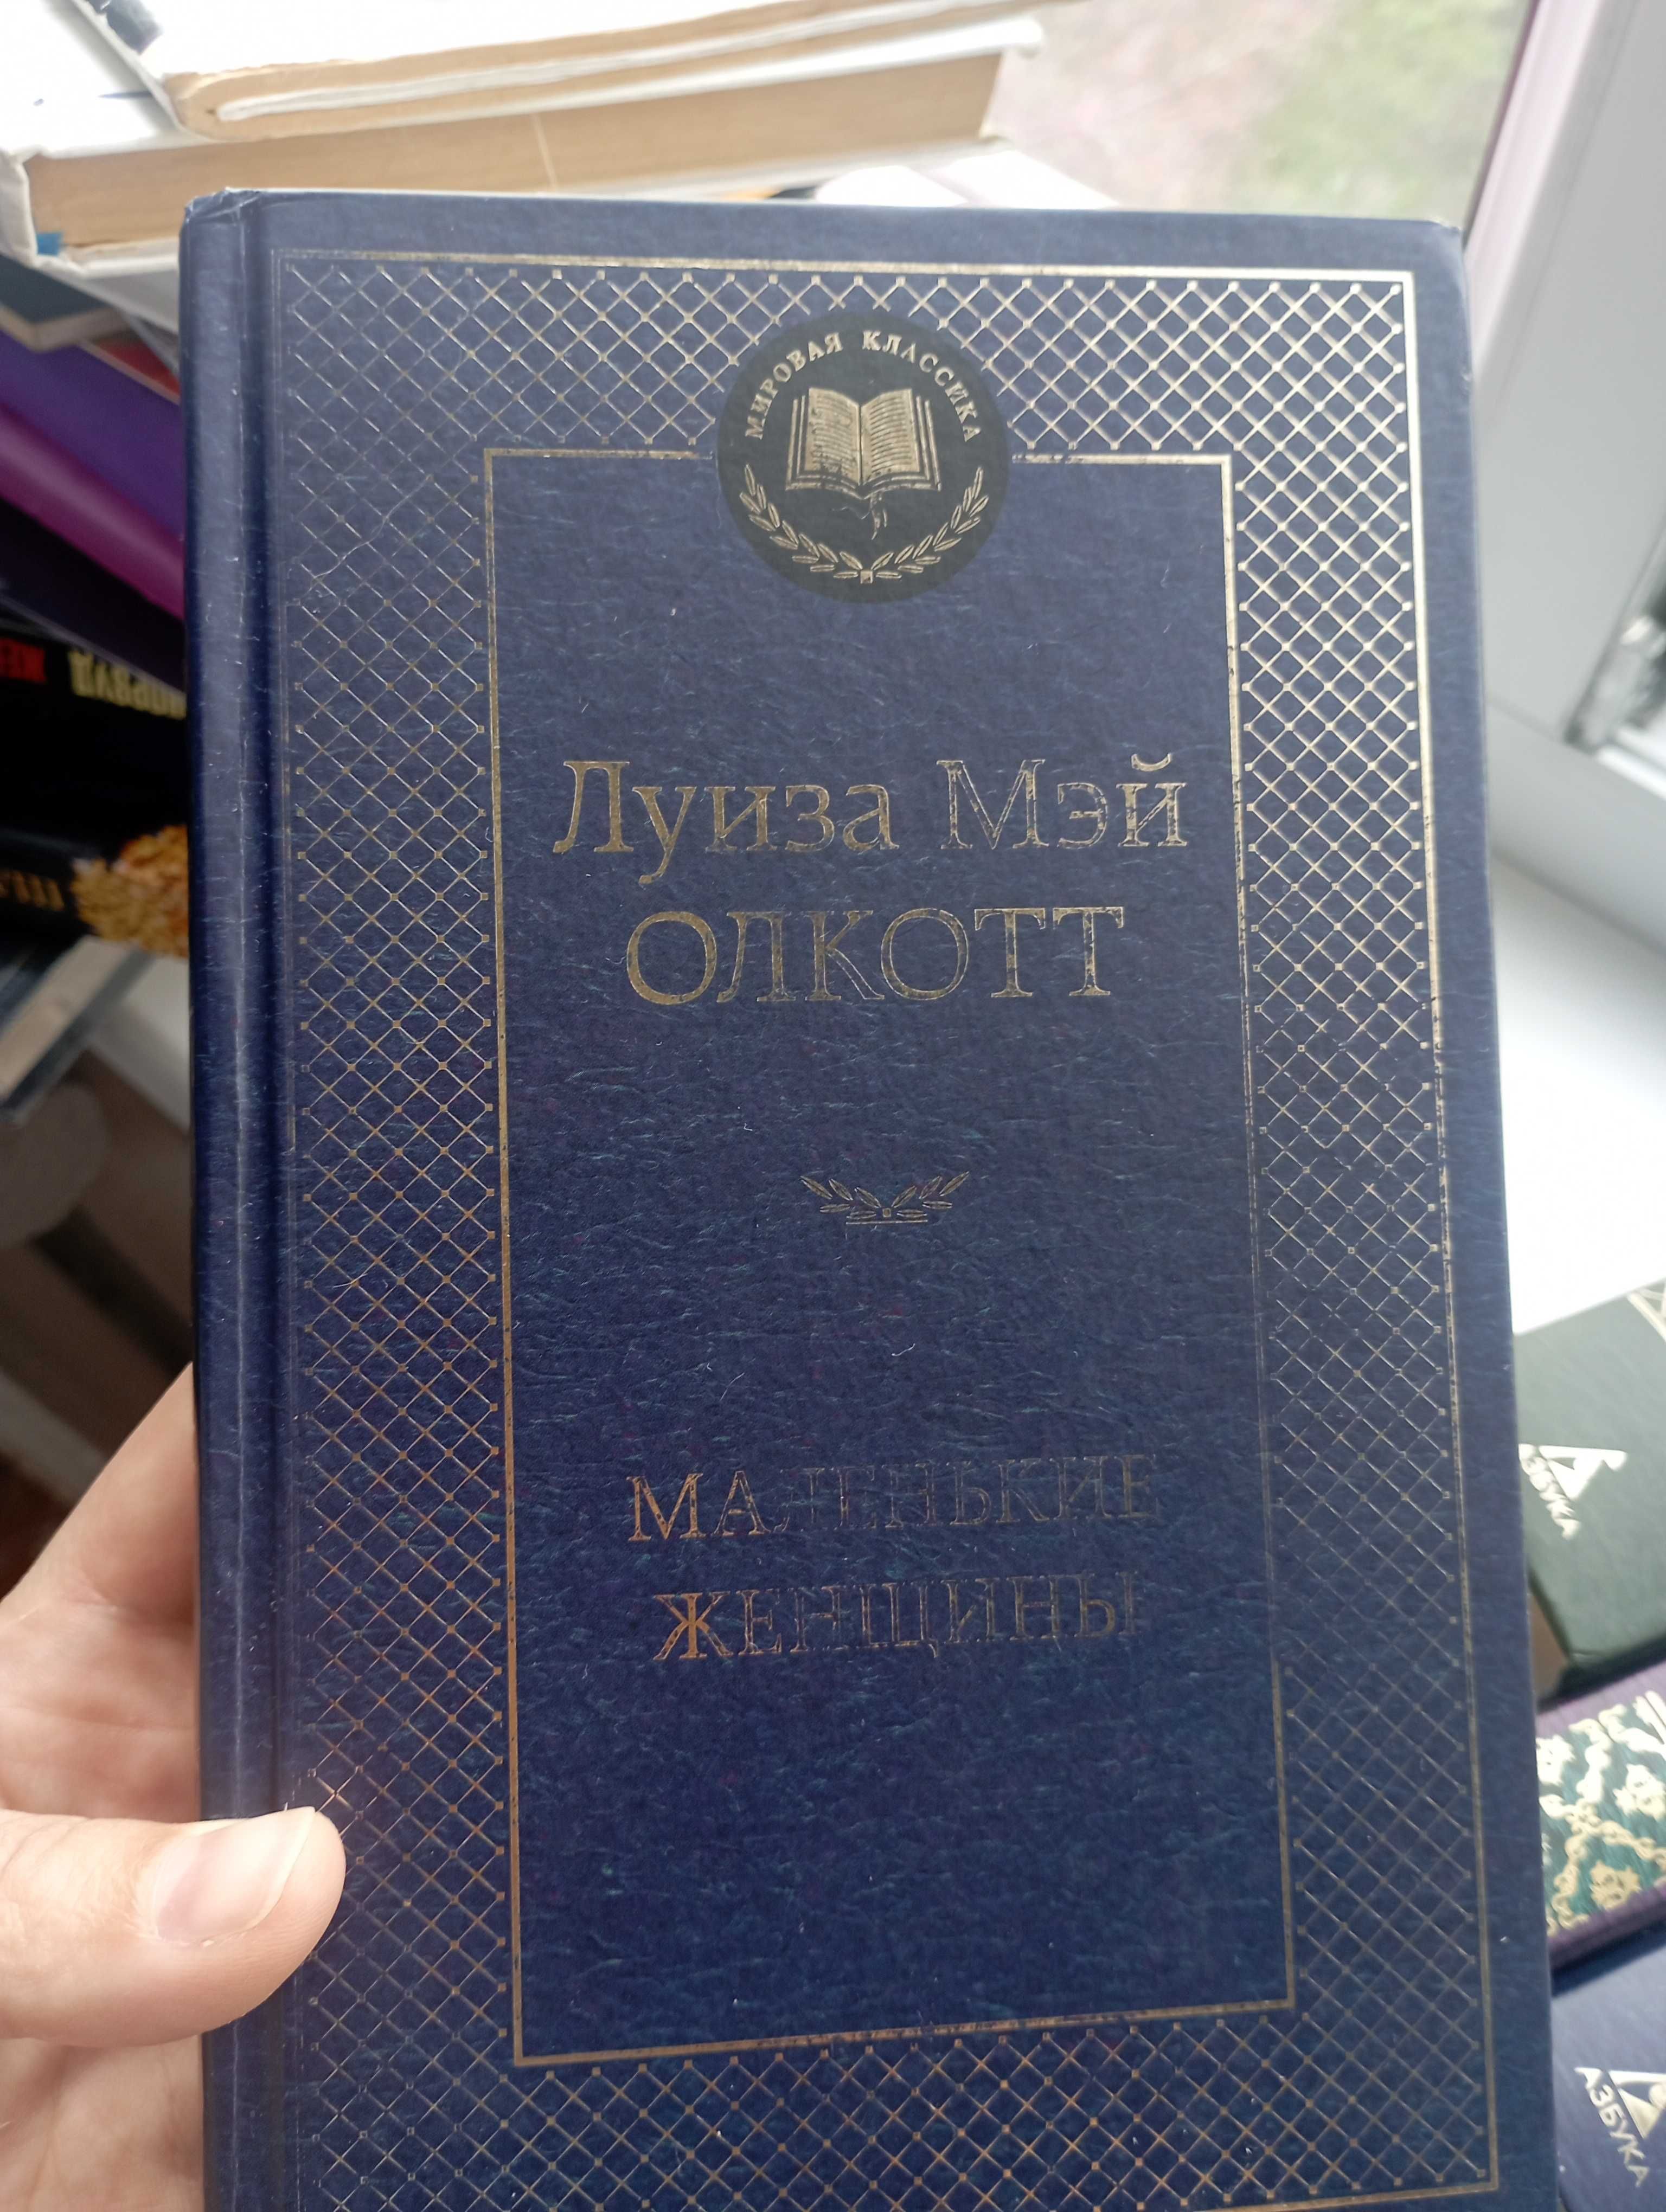 МИРОВАЯ КЛАССИКА
Луиза Мэй
ОЛКОТТ
МАЛЕНЬКИЕ
ЖЕНЩИНЫ
АЗБУКА
АЗБУКА